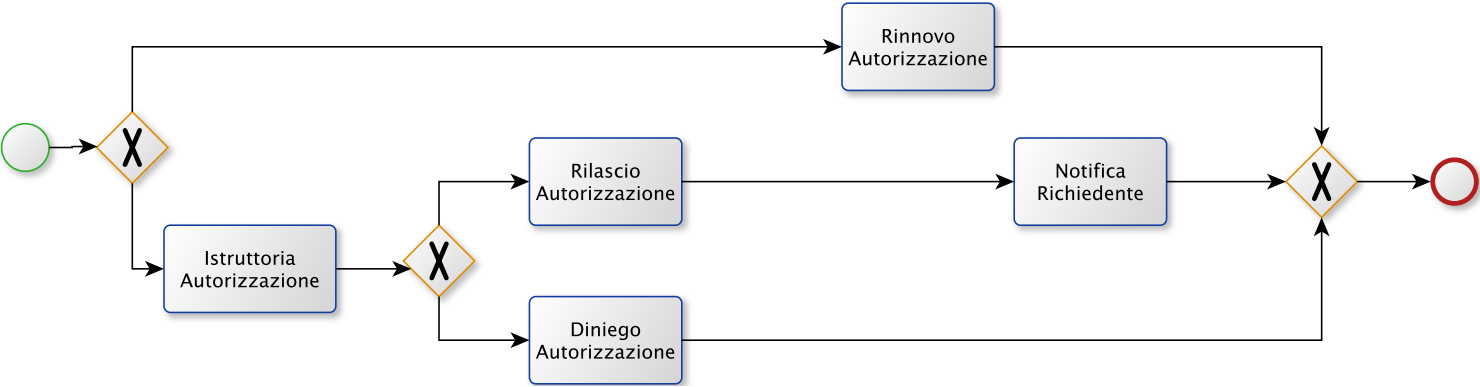 Rinnovo
Autorizzazione
Rilascio
Autorizzazione
Notifica
Richiedente
Istruttoria
Autorizzazione
Diniego
Autorizzazione